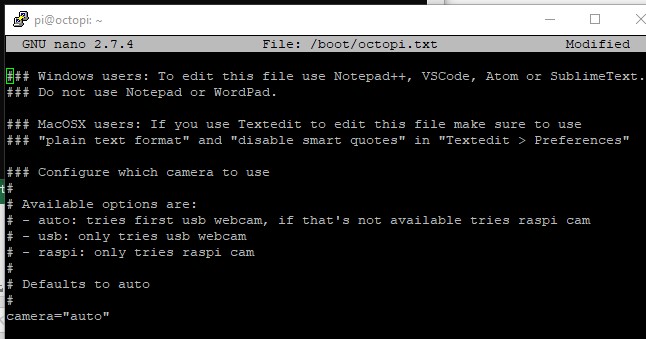 pi@octopi: ~
GNU nano 2.7.4 File: /boot/octopi.txt Modified
### Windows users: To edit this file use Notepad++, VSCode, Atom or SublimeText.
### Do not use Notepad or WordPad.
### MacOSX users: If you use Textedit to edit this file make sure to use
### "plain text format" and "disable smart quotes" in "Textedit > Preferences"
### Configure which camera to use
#
# Available options are:
# - auto: tries first usb webcam, if that's not available tries raspi cam
# - usb: only tries usb webcam
# - raspi: only tries raspi cam
#
# Defaults to auto
#
camera="auto"